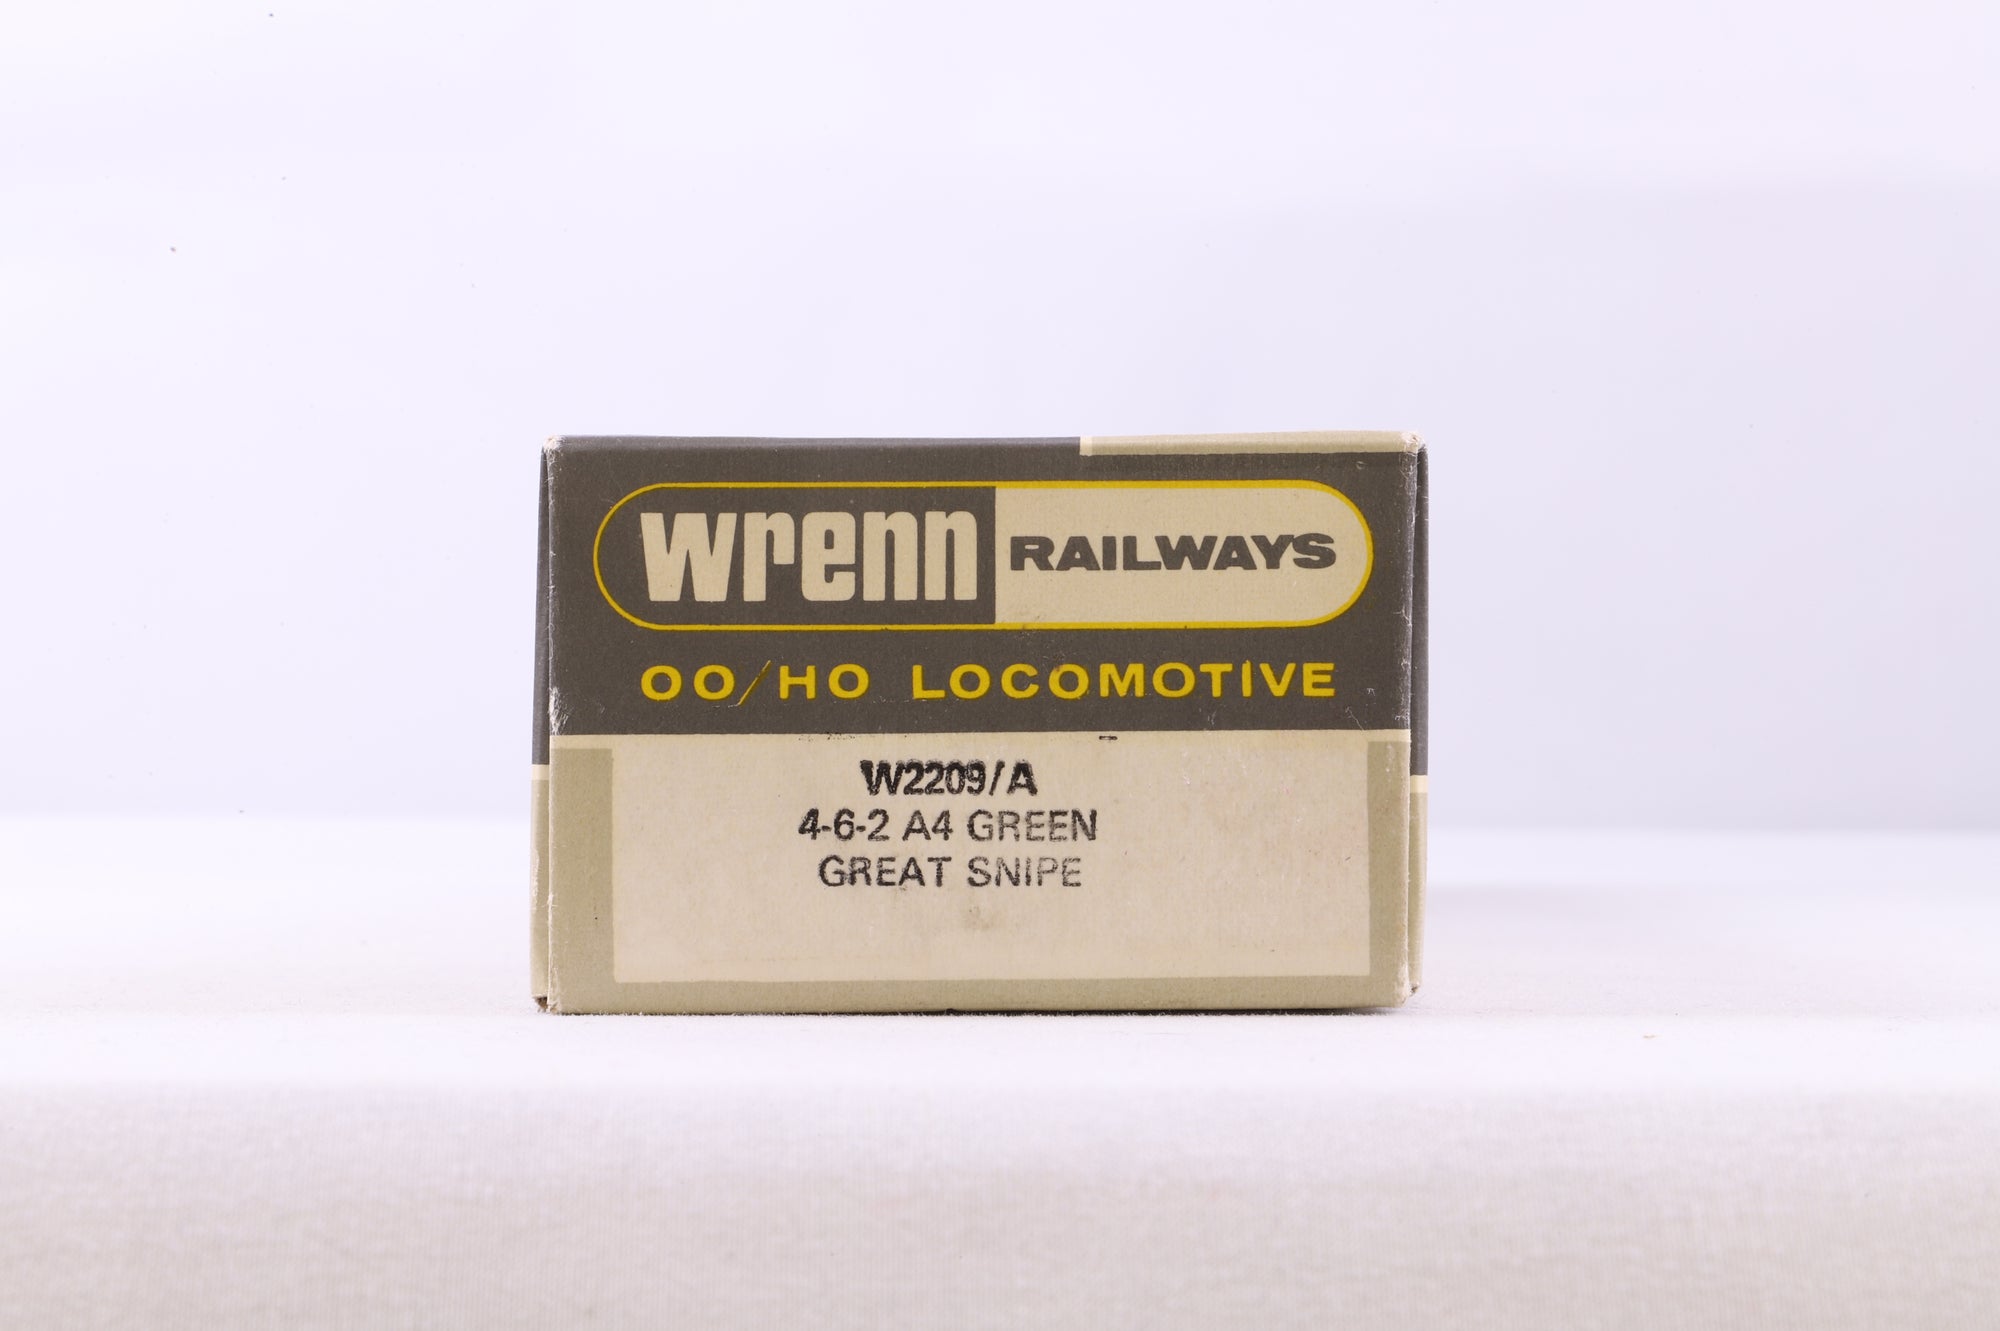 wrenn RAILWAYS
OO/HO LOCOMOTIVE
W2209/A
4-6-2 A4 GREEN
GREAT SNIPE